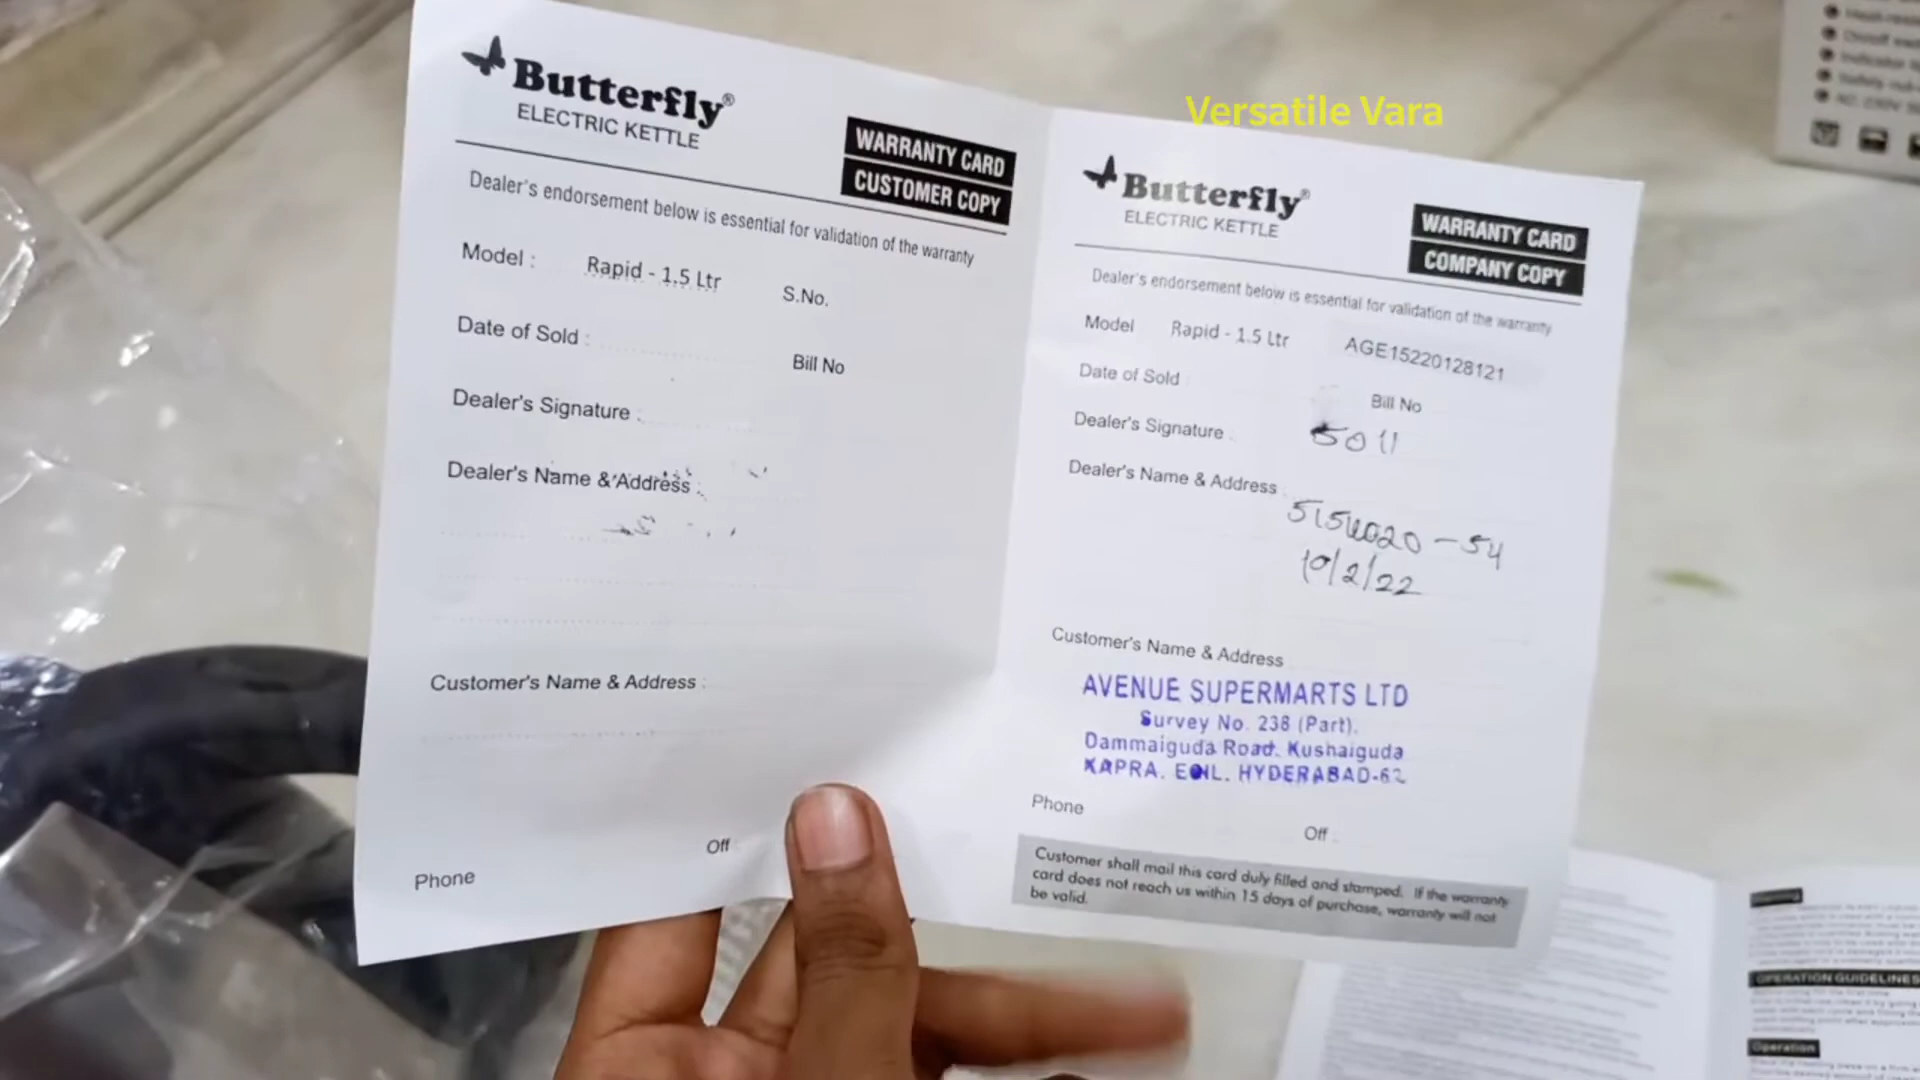 Butterfly®
ELECTRIC KETTLE
WARRANTY CARD
CUSTOMER COPY
Dealer's endorsement below is essential for validation of the warranty
Model : Rapid - 1.5 Ltr S.No.
Date of Sold : Bill No
Dealer's Signature :
Dealer's Name & Address :
Customer's Name & Address :
Off
Phone
Versatile Vara
Butterfly®
ELECTRIC KETTLE
WARRANTY CARD
COMPANY COPY
Dealer's endorsement below is essential for validation of the warranty
Model Rapid - 1.5 Ltr AGE15220128121
Date of Sold Bill No
Dealer's Signature : 5011
Dealer's Name & Address :
10/2/22
Customer's Name & Address
AVENUE SUPERMARTS LTD
Survey No. 238 (Part).
Dammaiguda Road. Kushaiguda
KAPRA. HYDERABAD-62
Phone
Off :
Customer shall mail this card duly filled and stamped. If the warranty
card does not reach us within 15 days of purchase, warranty will not
be valid.
OPERATION GUIDELINES
Operation